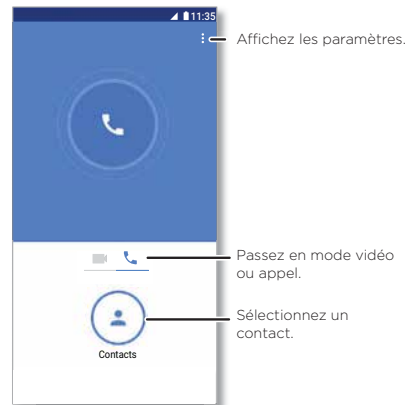 11:35
Affichez les paramètres.
Passez en mode vidéo
ou appel.
Sélectionnez un
contact.
Contacts